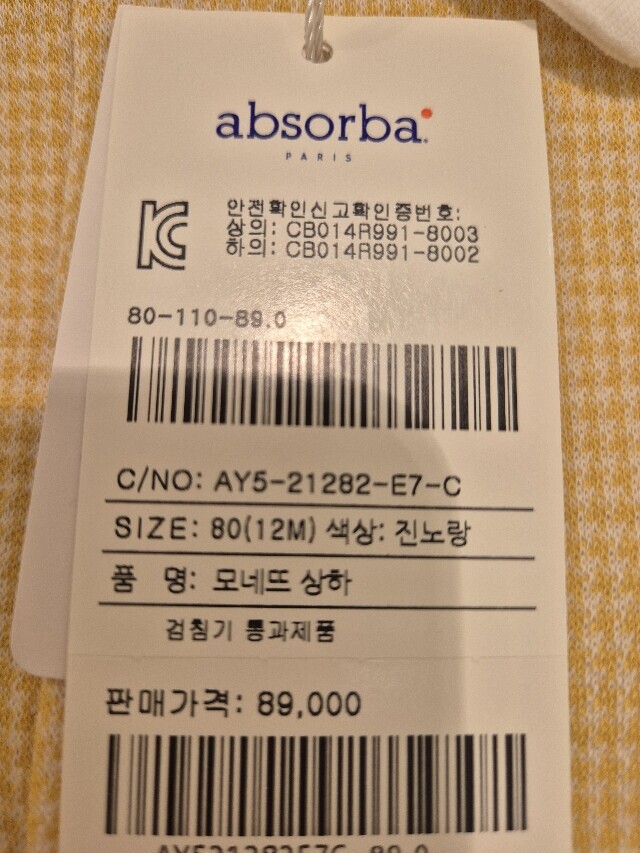 absorba
PARIS
안전확인신고확인증번호:
상의: CB014R991-8003
하의: CB014R991-8002
80-110-89.0
C/NO: AY5-21282-E7-C
SIZE: 80(12M) 색상: 진노랑
품 명: 모네뜨 상하
검침기 통과제품
판매가격: 89,000